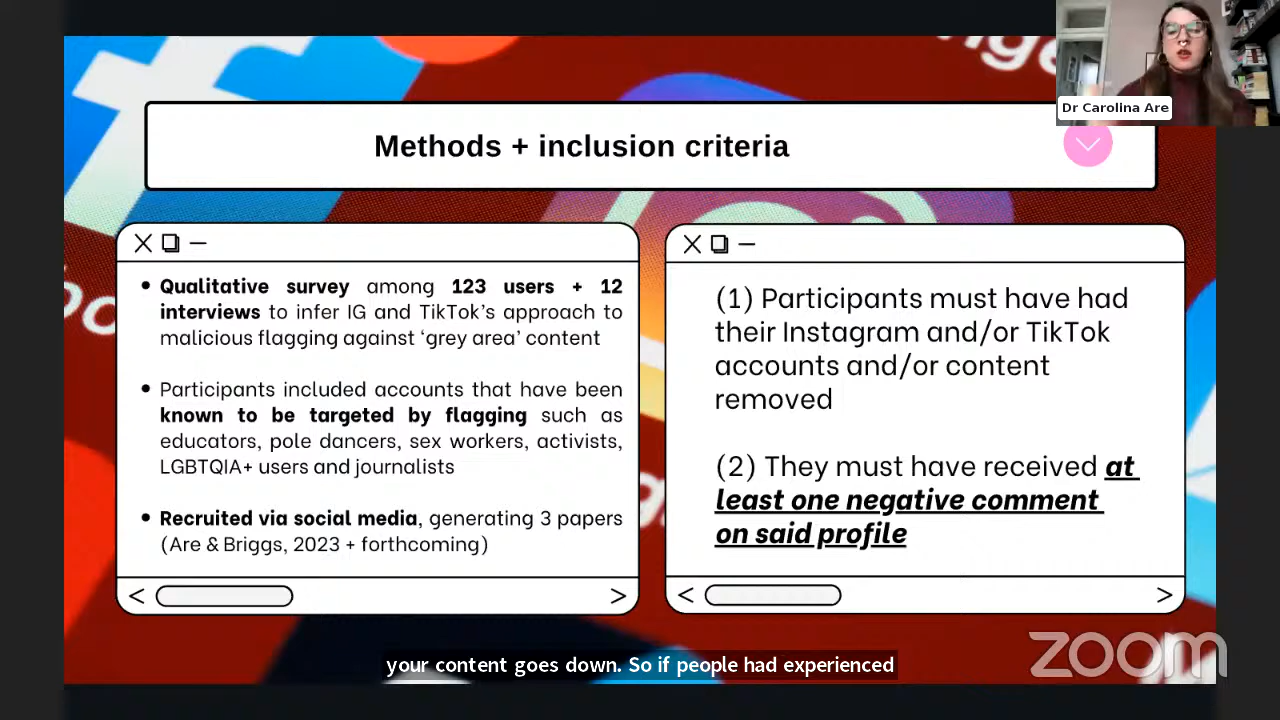 Dr Carolina Are
Methods + inclusion criteria
• Qualitative survey among 123 users + 12
interviews to infer IG and TikTok's approach to
malicious flagging against 'grey area' content
• Participants included accounts that have been
known to be targeted by flagging such as
educators, pole dancers, sex workers, activists,
LGBTQIA+ users and journalists
• Recruited via social media, generating 3 papers
(Are & Briggs, 2023 + forthcoming)
(1) Participants must have had
their Instagram and/or TikTok
accounts and/or content
removed
(2) They must have received at
least one negative comment
on said profile
your content goes down. So if people had experienced
zoom